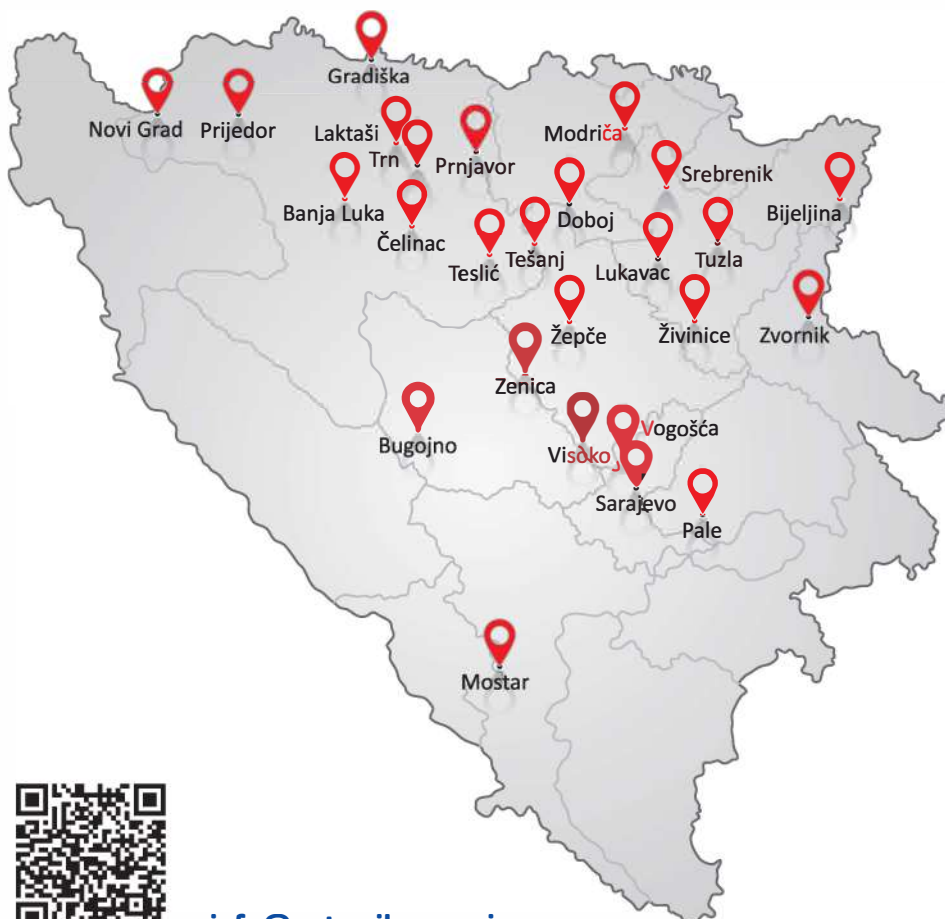 Gradiška
Novi Grad
Prijedor
Laktaši
Trn
Prnjavor
Modriča
Srebrenik
Banja Luka
Čelinac
Doboj
Bijeljina
Teslić
Tešanj
Lukavac
Tuzla
Žepče
Živinice
Zvornik
Zenica
Bugojno
Visoko
Vogošća
Sarajevo
Pale
Mostar